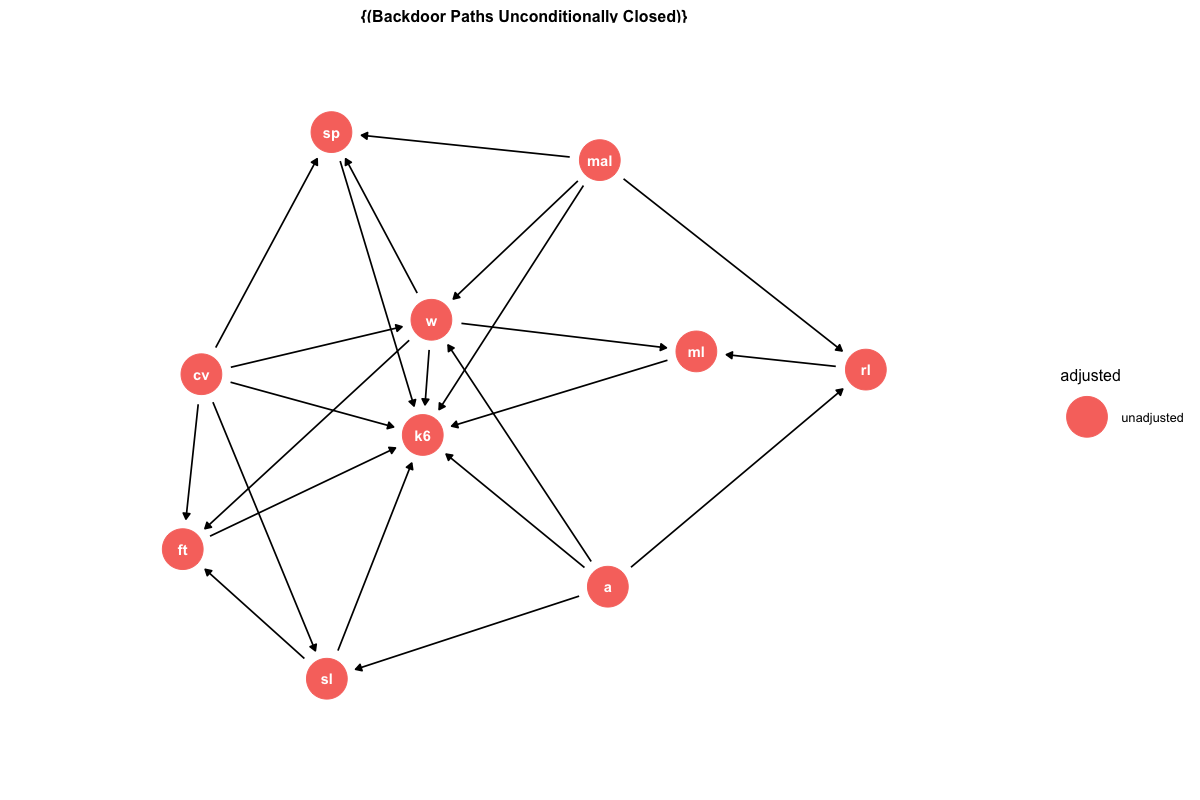 {(Backdoor Paths Unconditionally Closed)}
sp
mal
w
ml
rl
cv
k6
ft
a
sl
adjusted
unadjusted